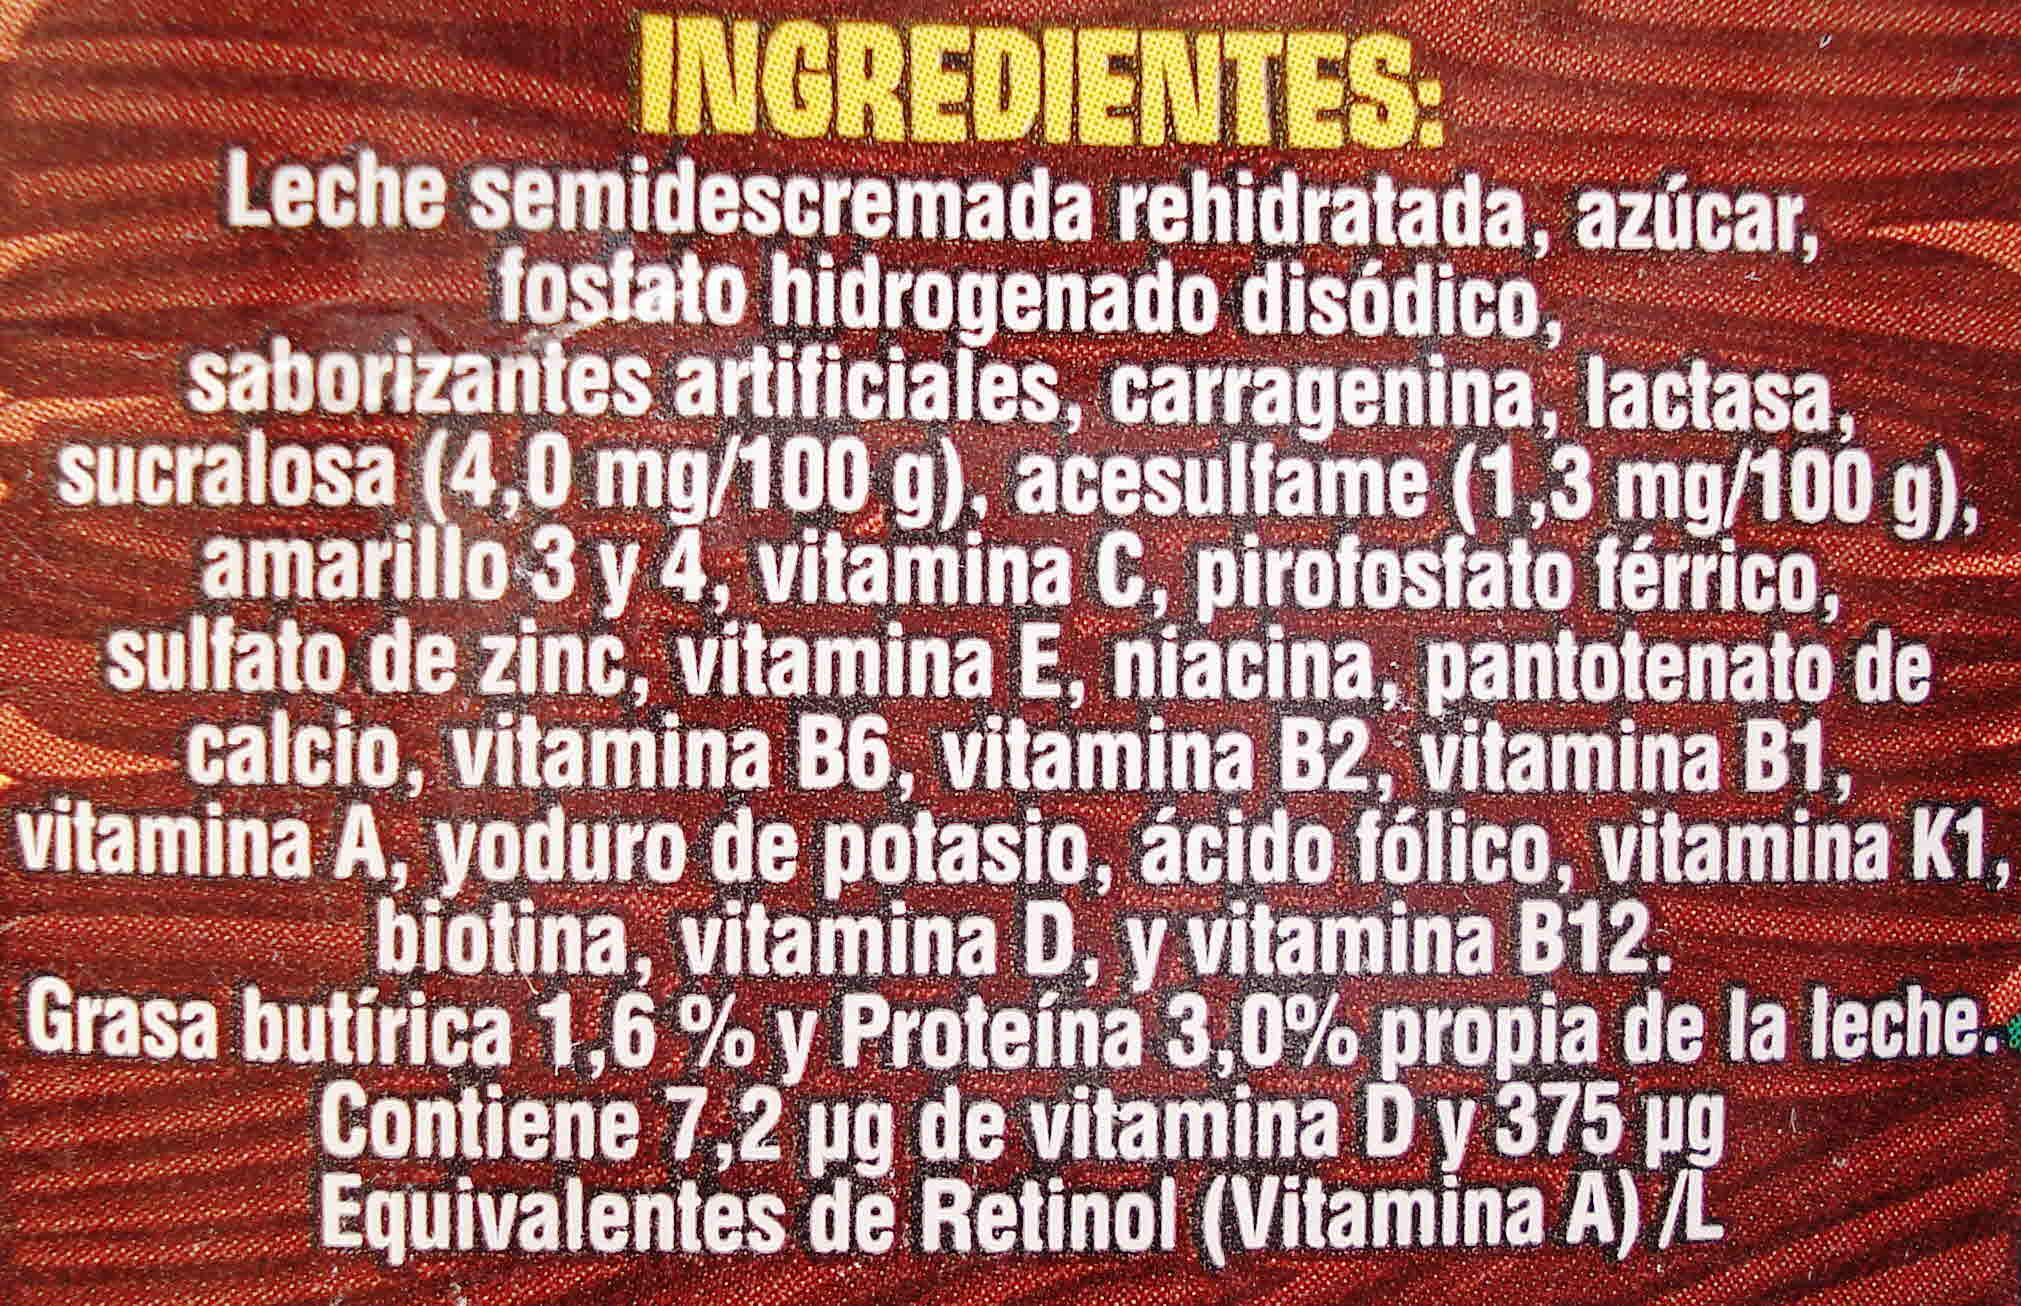 INGREDIENTES:
Leche semidescremada rehidratada, azúcar,
fosfato hidrogenado disódico,
saborizantes artificiales, carragenina, lactasa,
sucralosa (4,0 mg/100 g), acesulfame (1,3 mg/100 g),
amarillo 3 y 4, vitamina C, pirofosfato férrico,
sulfato de zinc, vitamina E, niacina, pantotenato de
calcio, vitamina B6, vitamina B2, vitamina B1,
vitamina A, yoduro de potasio, ácido fólico, vitamina K1,
biotina, vitamina D, y vitamina B12.
Grasa butírica 1,6 % y Proteína 3,0% propia de la leche.
Contiene 7,2 µg de vitamina D y 375 µg
Equivalentes de Retinol (Vitamina A) /L